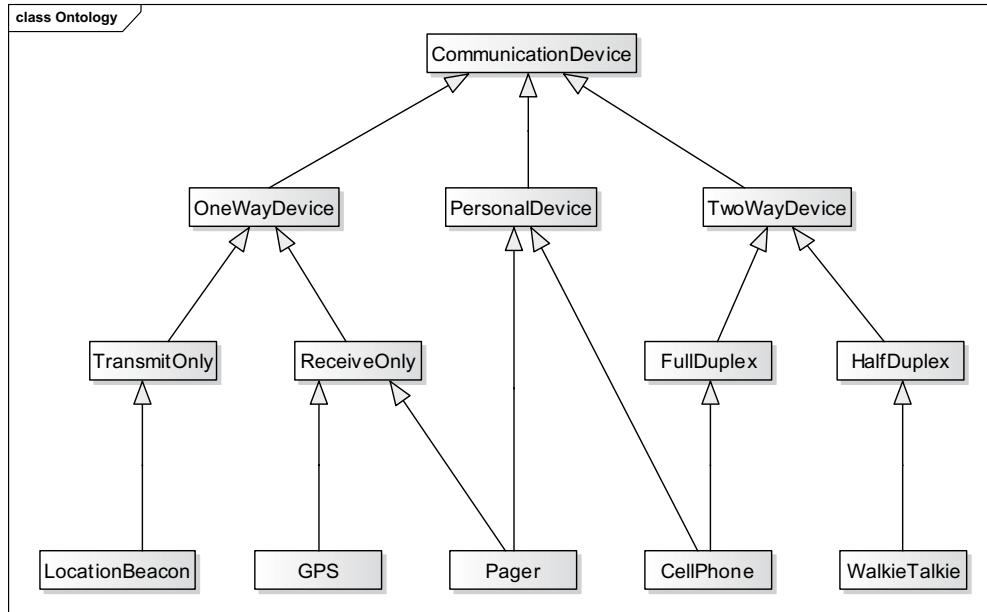 class Ontology
CommunicationDevice
OneWayDevice
PersonalDevice
TwoWayDevice
TransmitOnly
ReceiveOnly
FullDuplex
HalfDuplex
LocationBeacon
GPS
Pager
CellPhone
WalkieTalkie